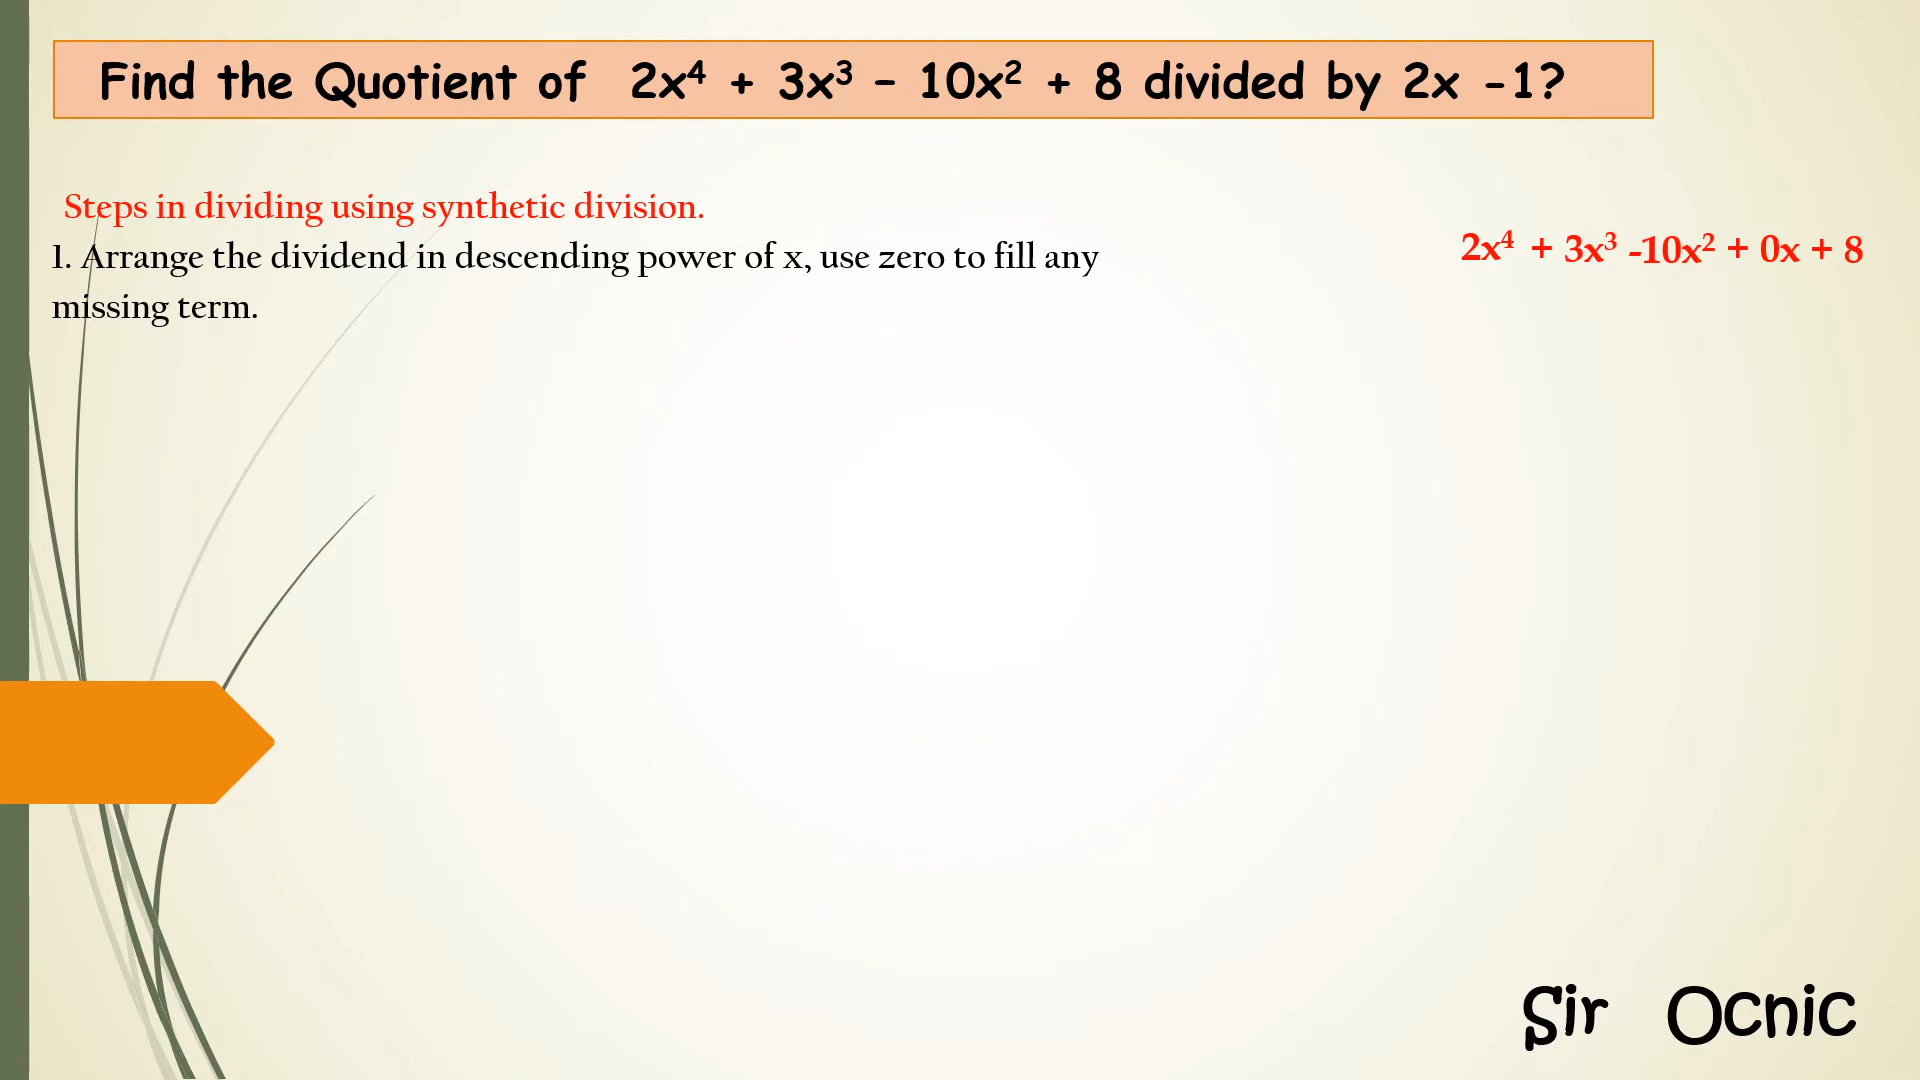 Find the Quotient of 2x⁴ + 3x³ – 10x² + 8 divided by 2x -1?
Steps in dividing using synthetic division.
1. Arrange the dividend in descending power of x, use zero to fill any
missing term.
2x⁴ + 3x³ -10x² + 0x + 8
Sir Ocnic